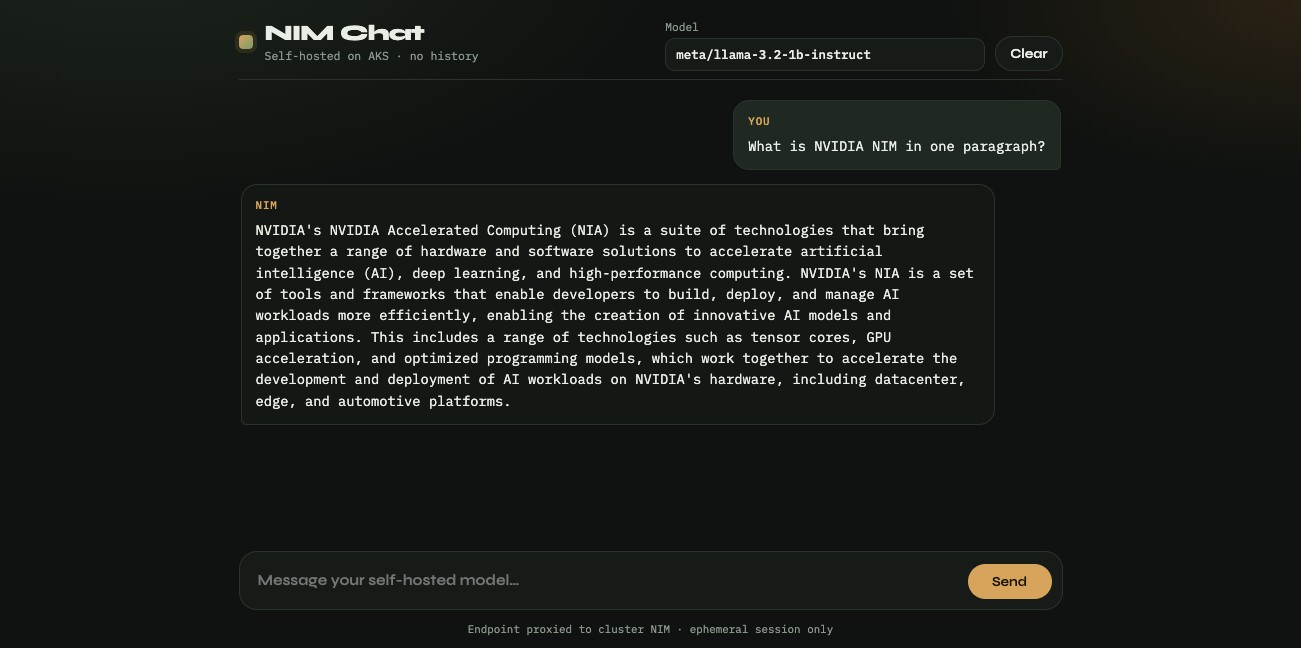 NIM Chat
Self-hosted on AKS · no history
Model
meta/llama-3.2-1b-instruct
Clear
YOU
What is NVIDIA NIM in one paragraph?
NIM
NVIDIA's NVIDIA Accelerated Computing (NIA) is a suite of technologies that bring
together a range of hardware and software solutions to accelerate artificial
intelligence (AI), deep learning, and high-performance computing. NVIDIA's NIA is a set
of tools and frameworks that enable developers to build, deploy, and manage AI
workloads more efficiently, enabling the creation of innovative AI models and
applications. This includes a range of technologies such as tensor cores, GPU
acceleration, and optimized programming models, which work together to accelerate the
development and deployment of AI workloads on NVIDIA's hardware, including datacenter,
edge, and automotive platforms.
Message your self-hosted model…
Send
Endpoint proxied to cluster NIM · ephemeral session only